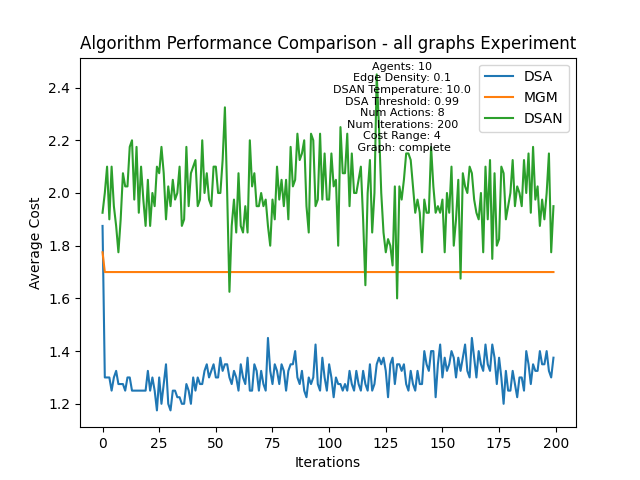 Algorithm Performance Comparison - all graphs Experiment
Agents: 10
Edge Density: 0.1
DSAN Temperature: 10.0
DSA Threshold: 0.99
Num Actions: 8
Num Iterations: 200
Cost Range: 4
Graph: complete
DSA
MGM
DSAN
Average Cost
2.4
2.2
2.0
1.8
1.6
1.4
1.2
0
25
50
75
100
125
150
175
200
Iterations